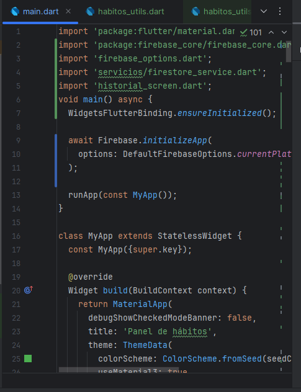 main.dart habitos_utils.dart habitos_utils
1 import 'package:flutter/material.dar 101
2 import 'package:firebase_core/firebase_core.dar
3 import 'firebase_options.dart';
4 import 'servicios/firestore_service.dart';
5 import 'historial_screen.dart';
6 void main() async {
7 WidgetsFlutterBinding.ensureInitialized();
8
9 await Firebase.initializeApp(
10 options: DefaultFirebaseOptions.currentPlat
11 );
12
13 runApp(const MyApp());
14 }
15
16 class MyApp extends StatelessWidget {
17 const MyApp({super.key});
18
19 @override
20 Widget build(BuildContext context) {
21 return MaterialApp(
22 debugShowCheckedModeBanner: false,
23 title: 'Panel de hábitos',
24 theme: ThemeData(
25 colorScheme: ColorScheme.fromSeed(seedC
useMaterial3: true